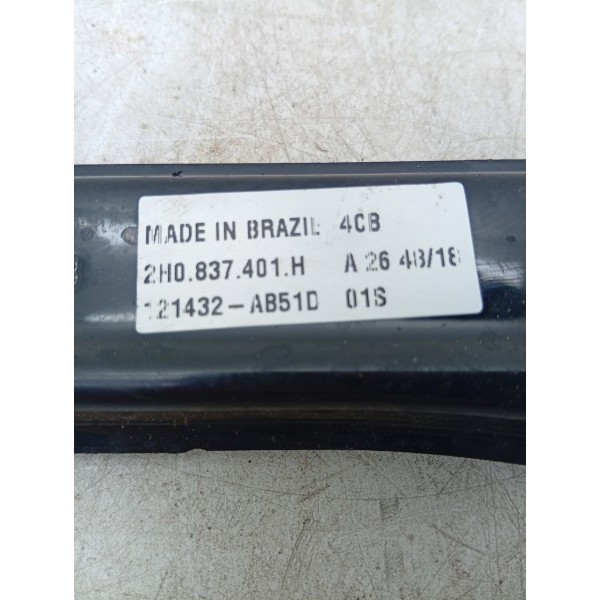 MADE IN BRAZIL 4CB
2H0.837.401.H A 26 48/18
121432-AB51D 01S